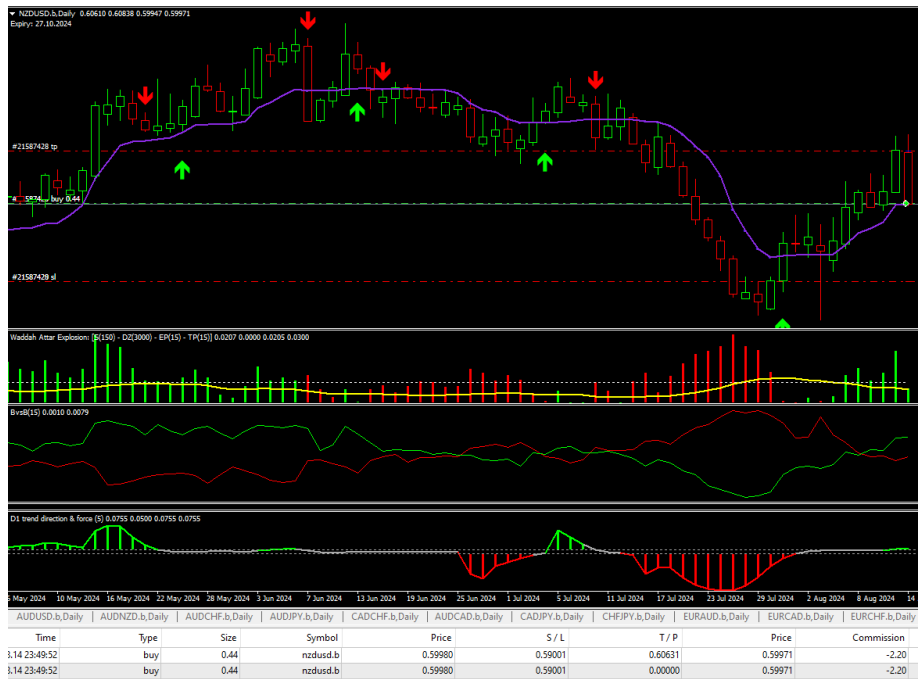 NZDUSD.b,Daily 0.60610 0.60838 0.59947 0.59971
Expiry: 27.10.2024
#21587428 tp
buy 0.44
#21587429 sl
Waddah Attar Explosion: [S(150) - DZ(3000) - EP(15) - TP(15)] 0.0207 0.0000 0.0205 0.0300
BvsB(15) 0.0010 0.0079
D1 trend direction & force (5) 0.0755 0.0500 0.0755 0.0755
May 2024 10 May 2024 16 May 2024 22 May 2024 28 May 2024 3 Jun 2024 7 Jun 2024 13 Jun 2024 19 Jun 2024 25 Jun 2024 1 Jul 2024 5 Jul 2024 11 Jul 2024 17 Jul 2024 23 Jul 2024 29 Jul 2024 2 Aug 2024 8 Aug 2024 14
AUDUSD.b,Daily AUDNZD.b,Daily AUDCHF.b,Daily AUDJPY.b,Daily CADCHF.b,Daily AUDCAD.b,Daily CADJPY.b,Daily CHFJPY.b,Daily EURAUD.b,Daily EURCAD.b,Daily EURCHF.b,Daily
Time Type Size Symbol Price S / L T / P Price Commission
3.14 23:49:52 buy 0.44 nzdusd.b 0.59980 0.59001 0.60631 0.59971 -2.20
3.14 23:49:52 buy 0.44 nzdusd.b 0.59980 0.59001 0.00000 0.59971 -2.20